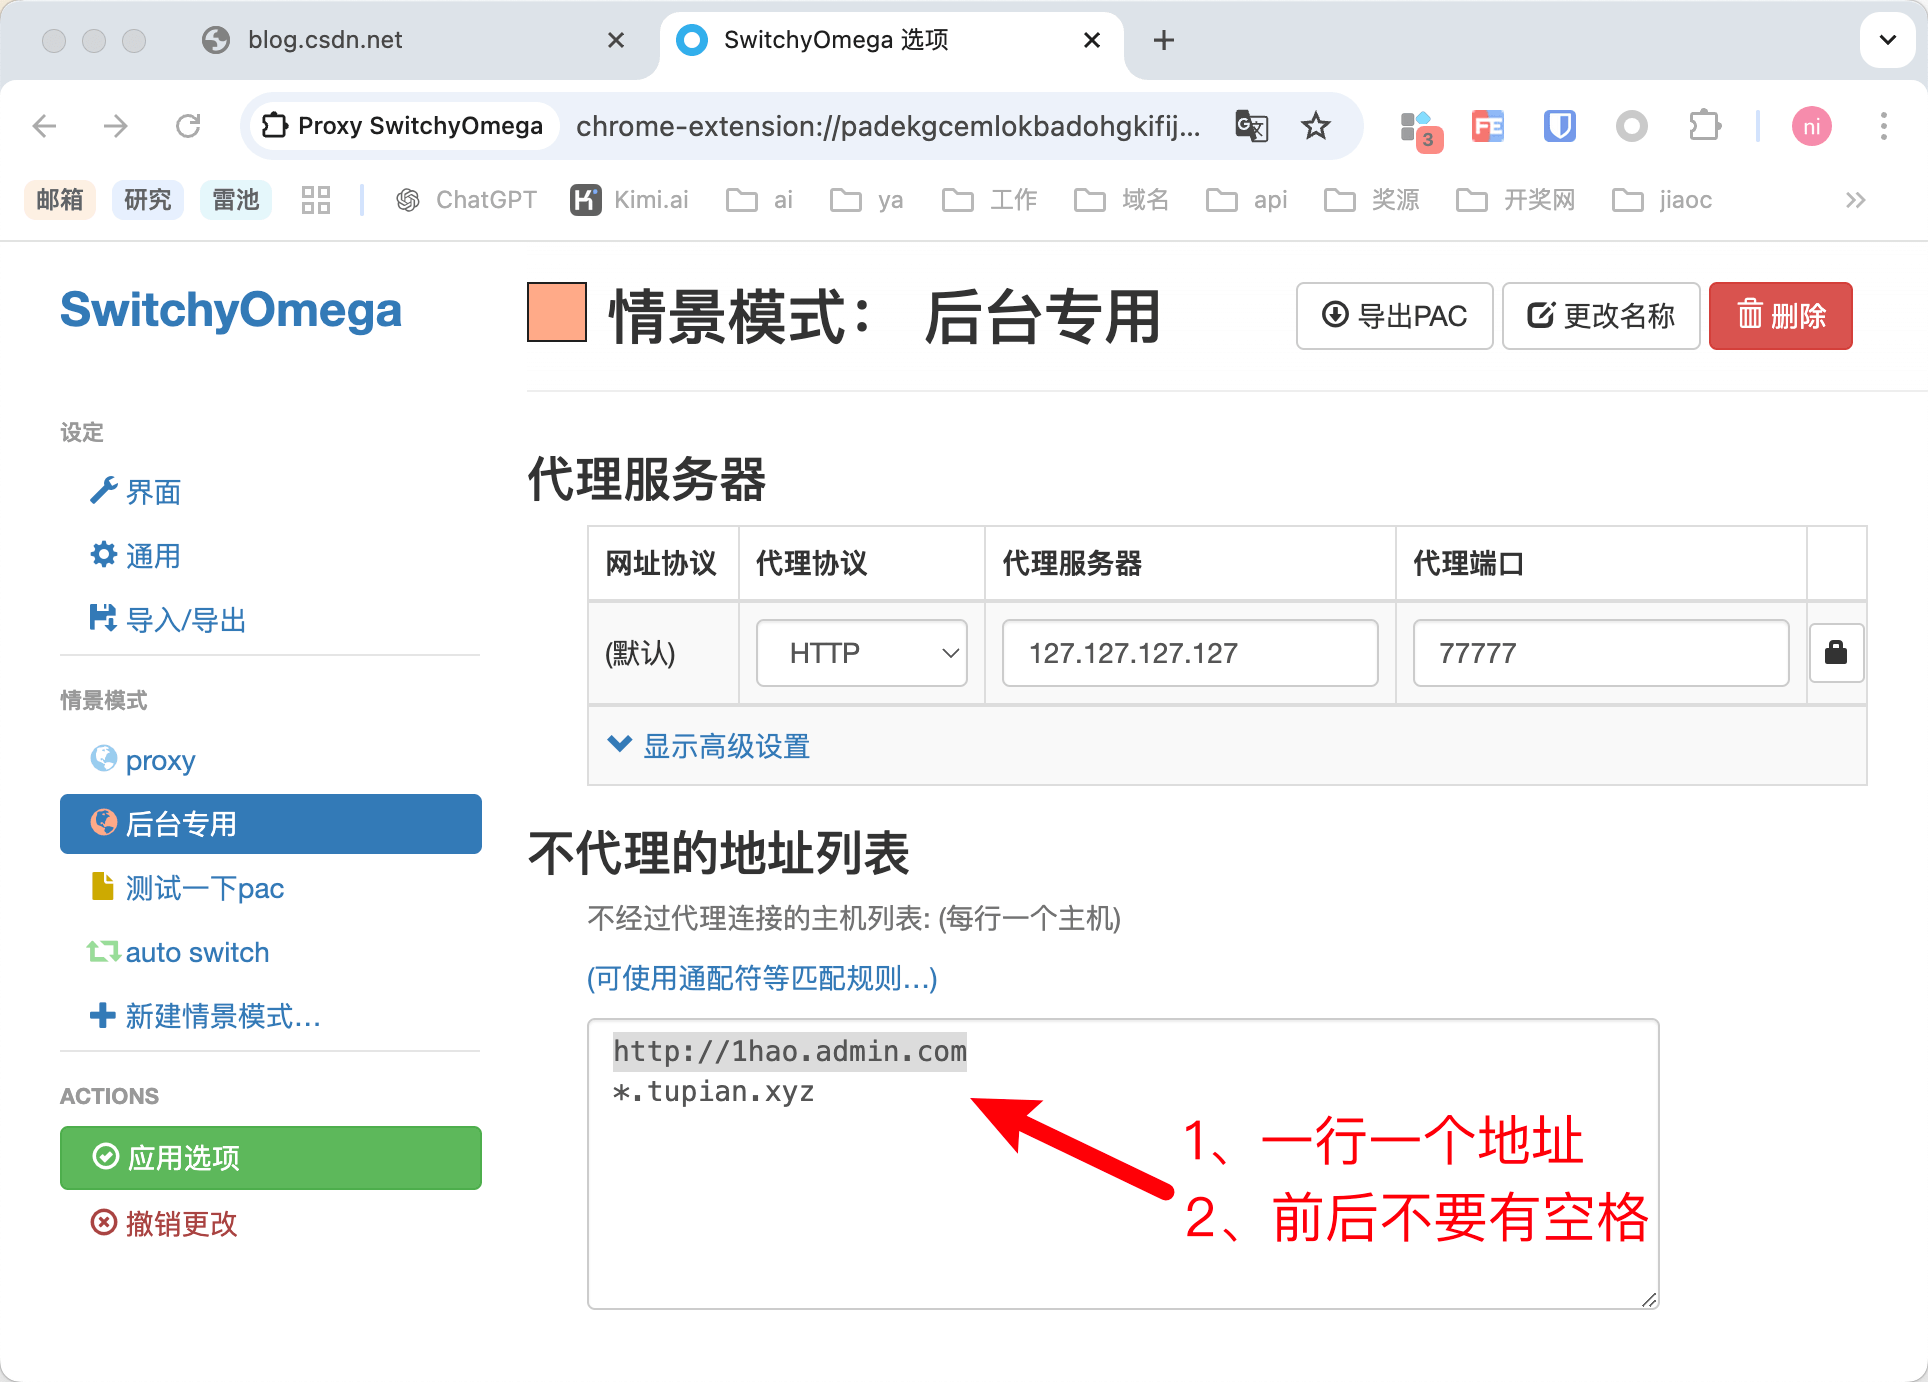 blog.csdn.net
SwitchyOmega 选项
Proxy SwitchyOmega
chrome-extension://padekgcemlokbadohgkifij...
3
FE
ni
邮箱
研究
雷池
ChatGPT
Kimi.ai
ai
ya
工作
域名
api
奖源
开奖网
jiaoc
SwitchyOmega
情景模式： 后台专用
导出PAC
更改名称
删除
设定
界面
通用
导入/导出
情景模式
proxy
后台专用
测试一下pac
auto switch
新建情景模式...
ACTIONS
应用选项
撤销更改
代理服务器
网址协议 代理协议 代理服务器 代理端口
(默认) HTTP 127.127.127.127 77777
显示高级设置
不代理的地址列表
不经过代理连接的主机列表: (每行一个主机)
(可使用通配符等匹配规则...)
http://1hao.admin.com
*.tupian.xyz
1、一行一个地址
2、前后不要有空格